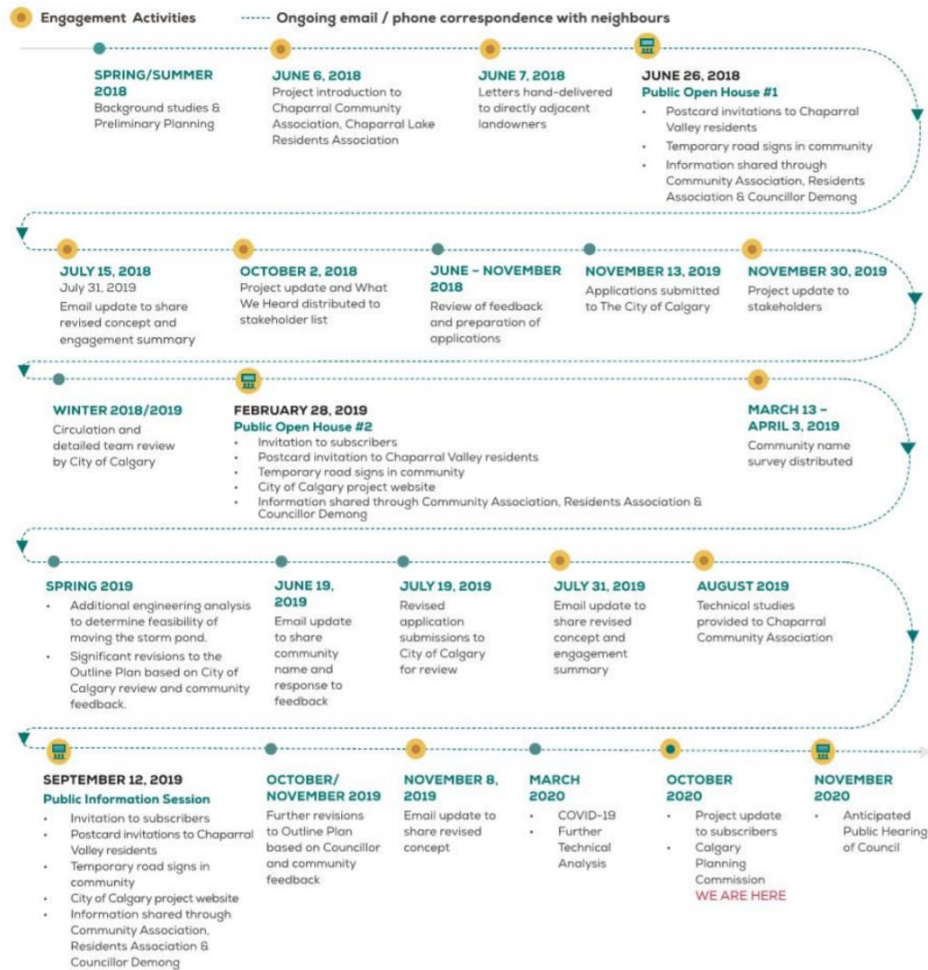 Engagement Activities
Ongoing email / phone correspondence with neighbours
SPRING/SUMMER
2018
Background studies &
Preliminary Planning
JUNE 6, 2018
Project introduction to
Chaparral Community
Association, Chaparral Lake
Residents Association
JUNE 7, 2018
Letters hand-delivered
to directly adjacent
landowners
JUNE 26, 2018
Public Open House #1
• Postcard invitations to Chaparral
Valley residents
• Temporary road signs in community
• Information shared through
Community Association, Residents
Association & Councillor Demong
JULY 15, 2018
July 31, 2019
Email update to share
revised concept and
engagement summary
OCTOBER 2, 2018
Project update and What
We Heard distributed to
stakeholder list
JUNE – NOVEMBER
2018
Review of feedback
and preparation of
applications
NOVEMBER 13, 2019
Applications submitted
to The City of Calgary
NOVEMBER 30, 2019
Project update to
stakeholders
WINTER 2018/2019
Circulation and
detailed team review
by City of Calgary
FEBRUARY 28, 2019
Public Open House #2
• Invitation to subscribers
• Postcard invitation to Chaparral Valley residents
• Temporary road signs in community
• City of Calgary project website
• Information shared through Community Association, Residents Association &
Councillor Demong
MARCH 13 –
APRIL 3, 2019
Community name
survey distributed
SPRING 2019
• Additional engineering analysis
to determine feasibility of
moving the storm pond.
• Significant revisions to the
Outline Plan based on City of
Calgary review and community
feedback.
JUNE 19,
2019
Email update
to share
community
name and
response to
feedback
JULY 19, 2019
Revised
application
submissions to
City of Calgary
for review
JULY 31, 2019
Email update to
share revised
concept and
engagement
summary
AUGUST 2019
Technical studies
provided to Chaparral
Community Association
SEPTEMBER 12, 2019
Public Information Session
• Invitation to subscribers
• Postcard invitations to Chaparral
Valley residents
• Temporary road signs in
community
• City of Calgary project website
• Information shared through
Community Association,
Residents Association &
Councillor Demong
OCTOBER/
NOVEMBER 2019
Further revisions
to Outline Plan
based on Councillor
and community
feedback
NOVEMBER 8,
2019
Email update to
share revised
concept
MARCH
2020
• COVID-19
• Further
Technical
Analysis
OCTOBER
2020
• Project update
to subscribers
• Calgary
Planning
Commission
WE ARE HERE
NOVEMBER
2020
• Anticipated
Public Hearing
of Council